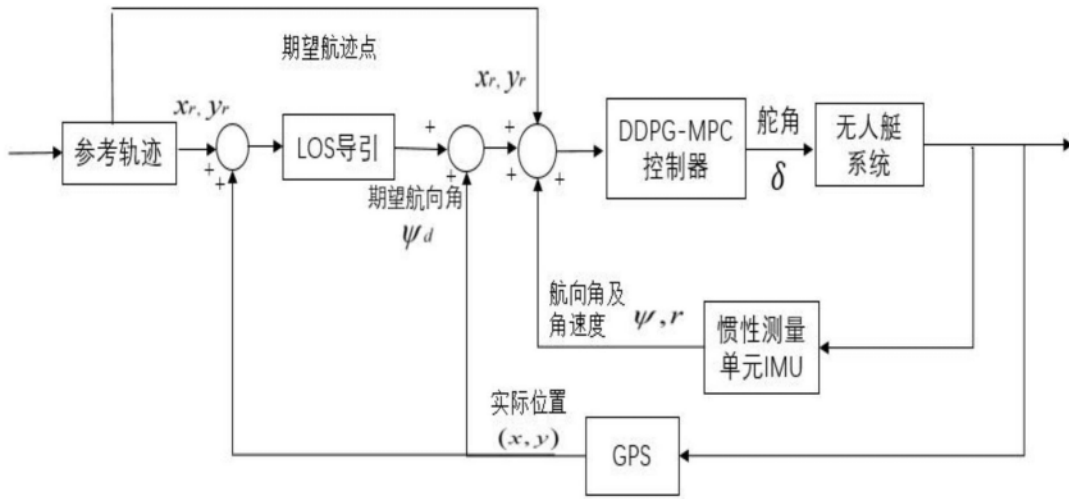 期望航迹点
xr, yr
xr, yr
参考轨迹
+
+
LOS导引
+
+
期望航向角
ψd
+
+
+
DDPG-MPC
控制器
舵角
δ
无人艇
系统
航向角及
角速度
ψ, r
惯性测量
单元IMU
实际位置
(x, y)
GPS